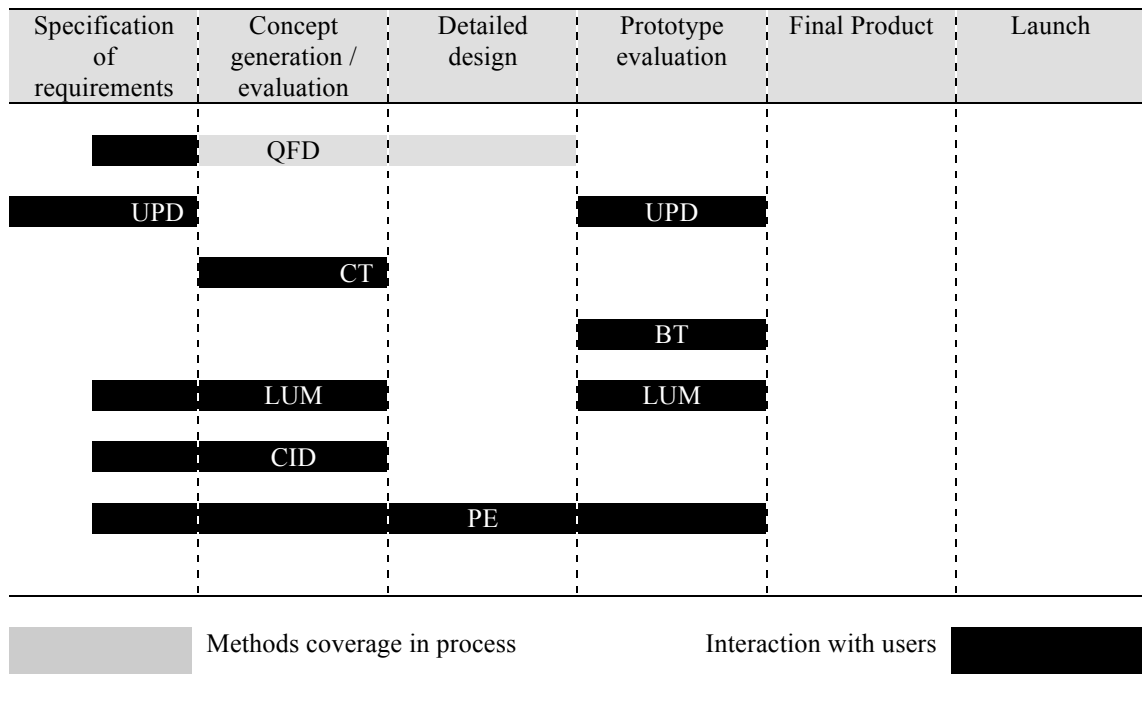 Specification of requirements
Concept generation / evaluation
Detailed design
Prototype evaluation
Final Product
Launch
QFD
UPD UPD
CT
BT
LUM LUM
CID
PE
Methods coverage in process
Interaction with users